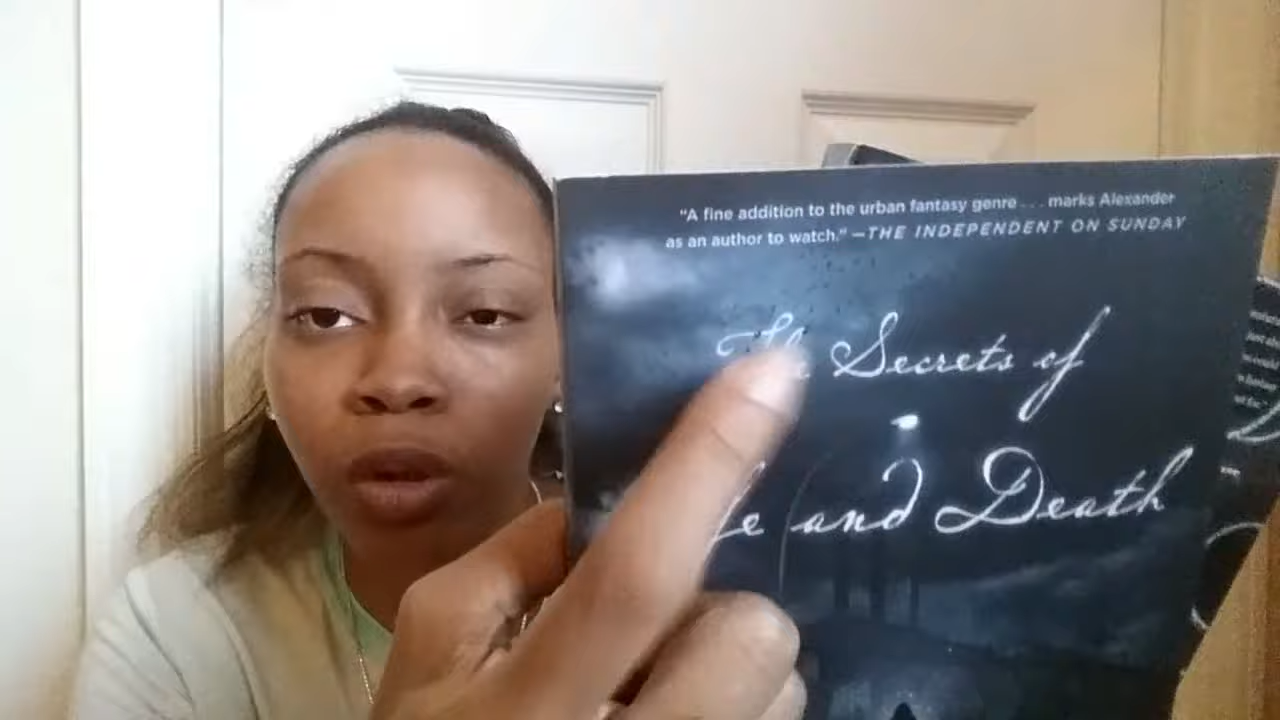 "A fine addition to the urban fantasy genre . . . marks Alexander
as an author to watch." —THE INDEPENDENT ON SUNDAY
The Secrets of
and Death